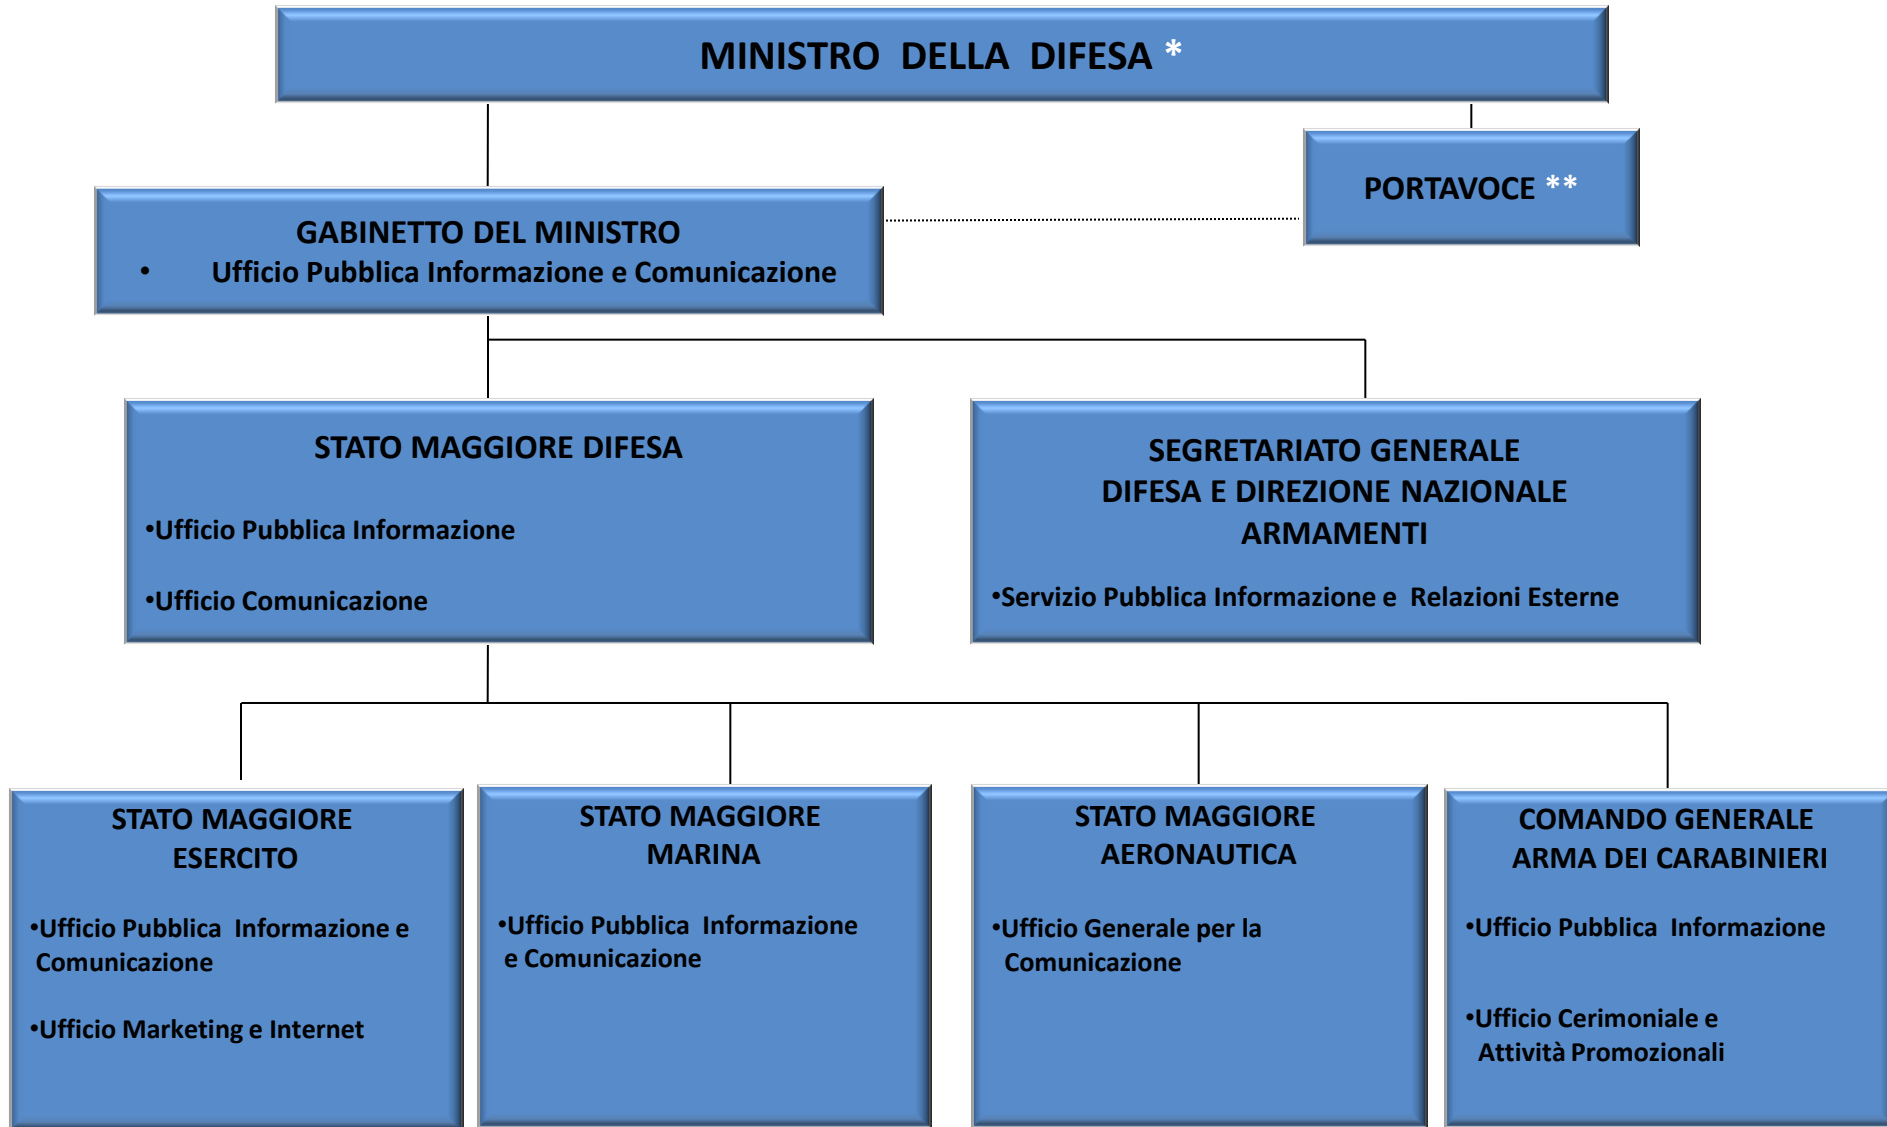 MINISTRO DELLA DIFESA *
PORTAVOCE **
GABINETTO DEL MINISTRO
• Ufficio Pubblica Informazione e Comunicazione
STATO MAGGIORE DIFESA
•Ufficio Pubblica Informazione
•Ufficio Comunicazione
SEGRETARIATO GENERALE
DIFESA E DIREZIONE NAZIONALE
ARMAMENTI
•Servizio Pubblica Informazione e Relazioni Esterne
STATO MAGGIORE
ESERCITO
•Ufficio Pubblica Informazione e
Comunicazione
•Ufficio Marketing e Internet
STATO MAGGIORE
MARINA
•Ufficio Pubblica Informazione
e Comunicazione
STATO MAGGIORE
AERONAUTICA
•Ufficio Generale per la
Comunicazione
COMANDO GENERALE
ARMA DEI CARABINIERI
•Ufficio Pubblica Informazione
•Ufficio Cerimoniale e
Attività Promozionali